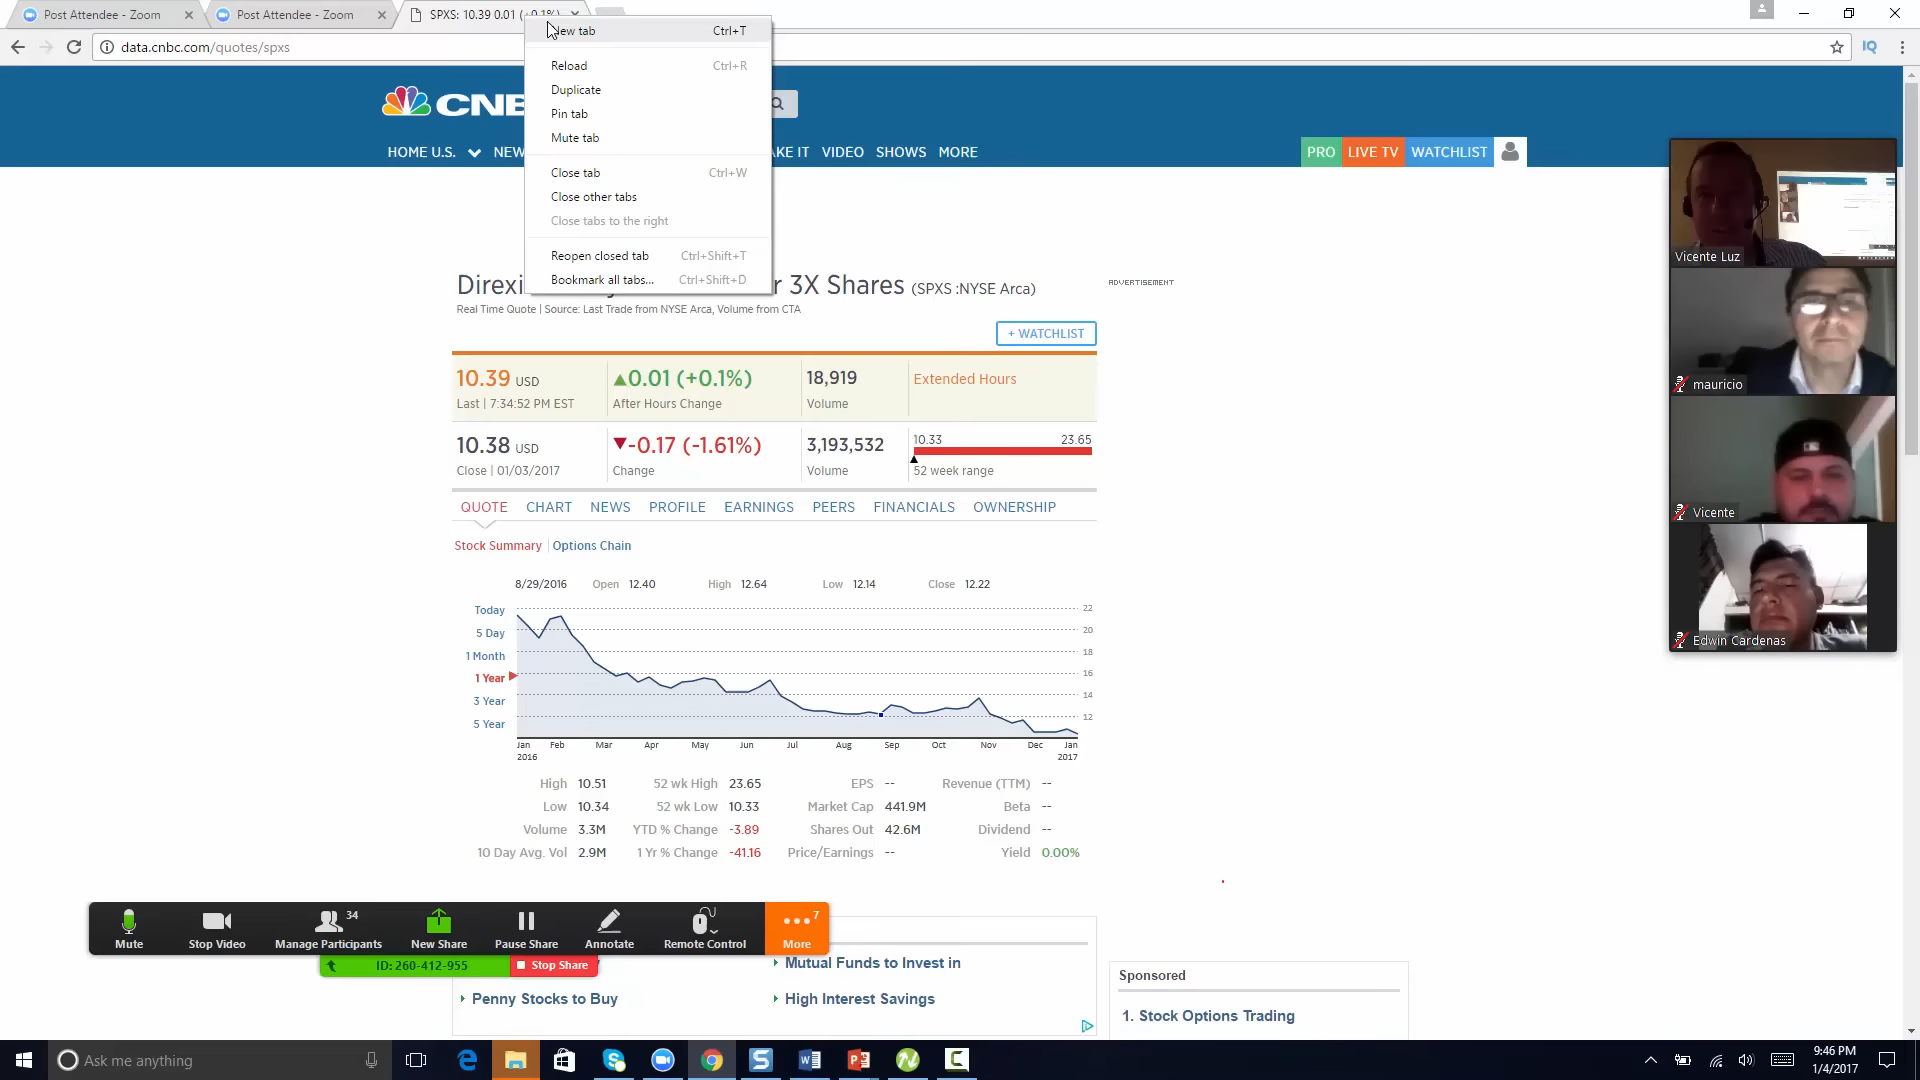 Post Attendee - Zoom
Post Attendee - Zoom
SPXS: 10.39 0.01 (+0.1%)
data.cnbc.com/quotes/spxs
New tab Ctrl+T
Reload Ctrl+R
Duplicate
Pin tab
Mute tab
Close tab Ctrl+W
Close other tabs
Close tabs to the right
Reopen closed tab Ctrl+Shift+T
Bookmark all tabs... Ctrl+Shift+D
CNB
HOME U.S. NEW AKE IT VIDEO SHOWS MORE
PRO LIVE TV WATCHLIST
Vicente Luz
mauricio
Vicente
Edwin Cardenas
Direxi r 3X Shares (SPXS :NYSE Arca)
Real Time Quote | Source: Last Trade from NYSE Arca, Volume from CTA
ADVERTISEMENT
+ WATCHLIST
10.39 USD 0.01 (+0.1%) 18,919 Extended Hours
Last | 7:34:52 PM EST After Hours Change Volume
10.38 USD -0.17 (-1.61%) 3,193,532 10.33 23.65
Close | 01/03/2017 Change Volume 52 week range
QUOTE CHART NEWS PROFILE EARNINGS PEERS FINANCIALS OWNERSHIP
Stock Summary | Options Chain
8/29/2016 Open 12.40 High 12.64 Low 12.14 Close 12.22
Today
5 Day
1 Month
1 Year
3 Year
5 Year
22
20
18
16
14
12
Jan Feb Mar Apr May Jun Jul Aug Sep Oct Nov Dec Jan
2016 2017
High 10.51 52 wk High 23.65 EPS -- Revenue (TTM) --
Low 10.34 52 wk Low 10.33 Market Cap 441.9M Beta --
Volume 3.3M YTD % Change -3.89 Shares Out 42.6M Dividend --
10 Day Avg. Vol 2.9M 1 Yr % Change -41.16 Price/Earnings -- Yield 0.00%
Mute Stop Video Manage Participants 34 New Share Pause Share Annotate Remote Control More 7
ID: 260-412-955 Stop Share
Mutual Funds to Invest in
Penny Stocks to Buy
High Interest Savings
Sponsored
1. Stock Options Trading
Ask me anything
9:46 PM
1/4/2017